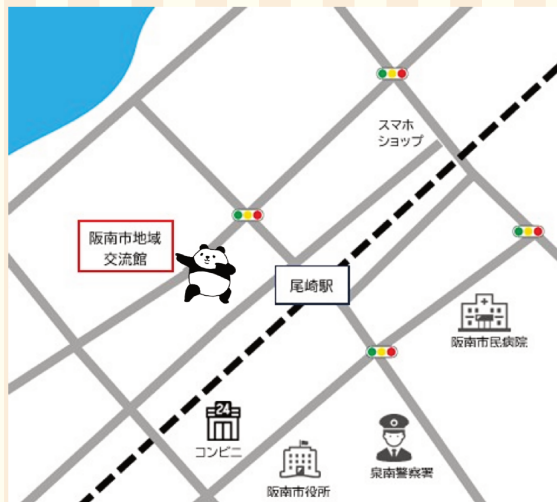 スマホ
ショップ
阪南市地域
交流館
尾崎駅
阪南市民病院
24
コンビニ
泉南警察署
阪南市役所